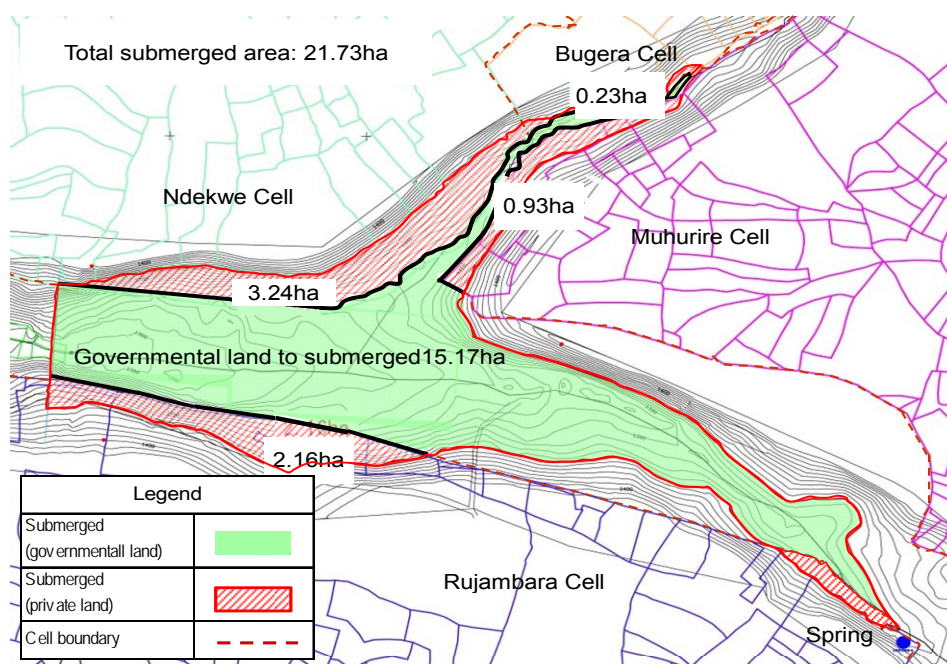 Total submerged area: 21.73ha
Bugera Cell
0.23ha
Ndekwe Cell
0.93ha
Muhurire Cell
3.24ha
Governmental land to submerged15.17ha
2.16ha
Legend
Submerged
(governmentall land)
Submerged
(private land)
Cell boundary
Rujambara Cell
Spring